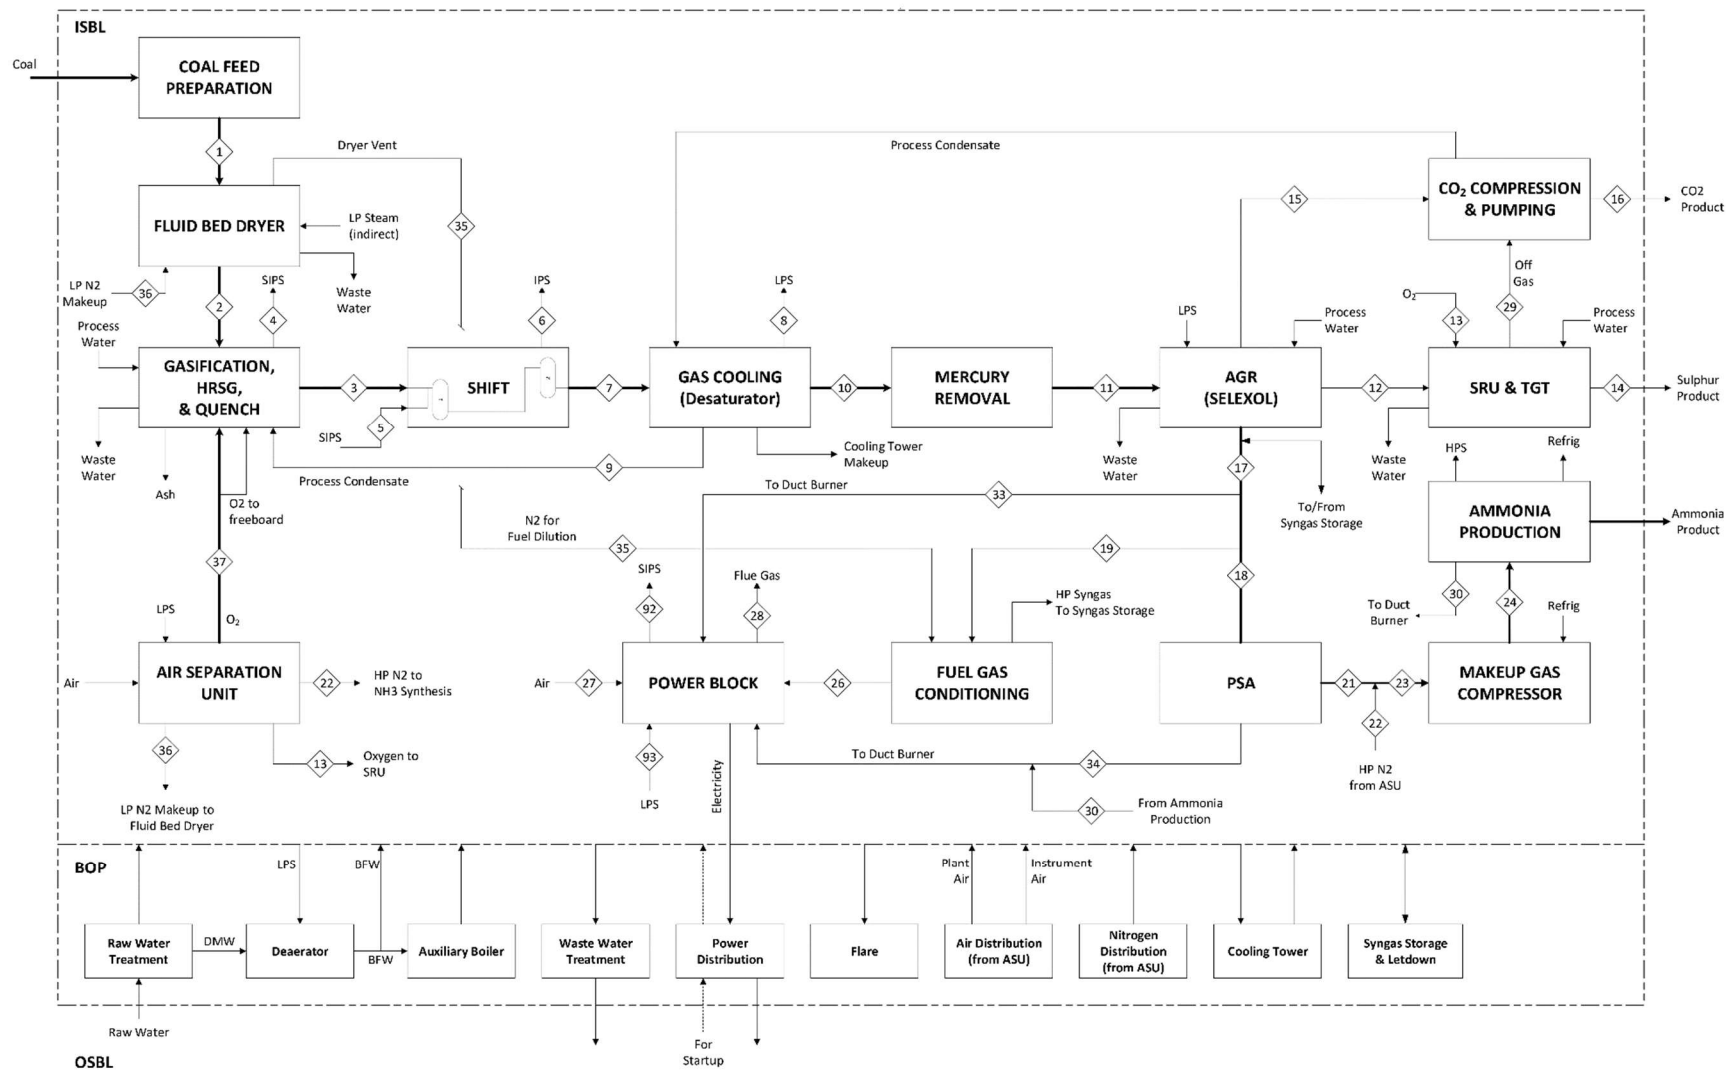 ISBL
Coal
COAL FEED
PREPARATION
1
Dryer Vent
Process Condensate
FLUID BED DRYER
LP Steam
(indirect)
35
15
CO₂ COMPRESSION
& PUMPING
16
CO2
Product
LP N2
Makeup
36
2
SIPS
4
Waste
Water
IPS
6
LPS
8
LPS
Process
Water
O₂
13
Off
Gas
29
Process
Water
Process
Water
GASIFICATION,
HRSG,
& QUENCH
3
SHIFT
SIPS
5
7
GAS COOLING
(Desaturator)
10
MERCURY
REMOVAL
11
AGR
(SELEXOL)
12
SRU & TGT
14
Sulphur
Product
Waste
Water
Ash
Process Condensate
9
Cooling Tower
Makeup
Waste
Water
17
Waste
Water
HPS
Refrig
O2 to
freeboard
To Duct Burner
33
To/From
Syngas Storage
AMMONIA
PRODUCTION
Ammonia
Product
N2 for
Fuel Dilution
35
19
37
18
SIPS
92
Flue Gas
28
HP Syngas
To Syngas Storage
To Duct
Burner
30
24
Refrig
LPS
O₂
Air
AIR SEPARATION
UNIT
22
HP N2 to
NH3 Synthesis
Air
27
POWER BLOCK
26
FUEL GAS
CONDITIONING
PSA
21
23
MAKEUP GAS
COMPRESSOR
22
HP N2
from ASU
36
13
Oxygen to
SRU
93
LPS
Electricity
To Duct Burner
34
30
From Ammonia
Production
LP N2 Makeup to
Fluid Bed Dryer
BOP
LPS
BFW
Plant
Air
Instrument
Air
Raw Water
Treatment
DMW
Deaerator
BFW
Auxiliary Boiler
Waste Water
Treatment
Power
Distribution
Flare
Air Distribution
(from ASU)
Nitrogen
Distribution
(from ASU)
Cooling Tower
Syngas Storage
& Letdown
Raw Water
For
Startup
OSBL